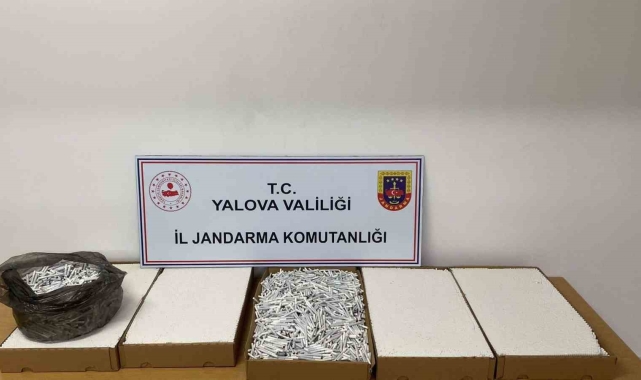 T.C.
YALOVA VALİLİĞİ
İL JANDARMA KOMUTANLIĞI